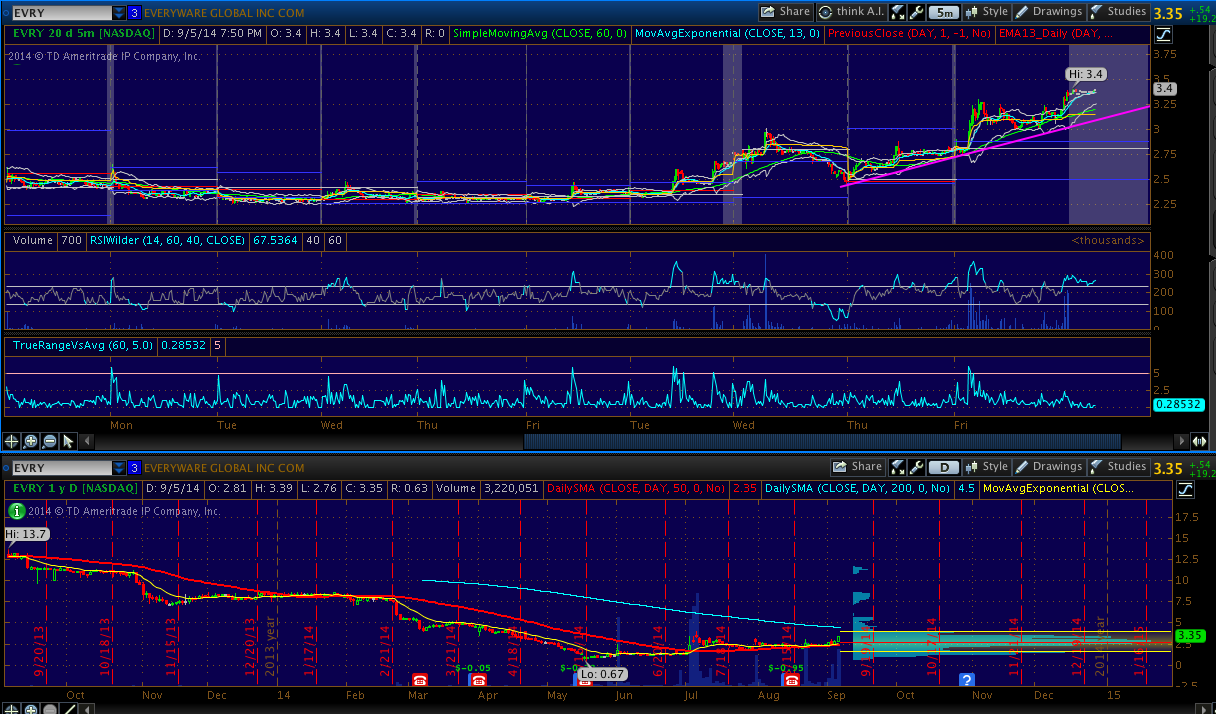 EVRY 3 EVERYWARE GLOBAL INC COM Share think A.I. 5m Style Drawings Studies 3.35 +.54
+19.2
EVRY 20 d 5m [NASDAQ] D: 9/5/14 7:50 PM O: 3.4 H: 3.4 L: 3.4 C: 3.4 R: 0 SimpleMovingAvg (CLOSE, 60, 0) MovAvgExponential (CLOSE, 13, 0) PreviousClose (DAY, 1, -1, No) EMA13_Daily (DAY, ...
2014 © TD Ameritrade IP Company, Inc.
3.75
Hi: 3.4
3.5
3.4
3.25
3
2.75
2.5
2.25
Volume 700 RSIWilder (14, 60, 40, CLOSE) 67.5364 40 60 <thousands>
400
300
200
100
0
TrueRangeVsAvg (60, 5.0) 0.28532 5
5
2.5
0.28532
Mon Tue Wed Thu Fri Tue Wed Thu Fri
EVRY 3 EVERYWARE GLOBAL INC COM Share D Style Drawings Studies 3.35 +.54
+19.2
EVRY 1 y D [NASDAQ] D: 9/5/14 O: 2.81 H: 3.39 L: 2.76 C: 3.35 R: 0.63 Volume 3,220,051 DailySMA (CLOSE, DAY, 50, 0, No) 2.35 DailySMA (CLOSE, DAY, 200, 0, No) 4.5 MovAvgExponential (CLOS...
2014 © TD Ameritrade IP Company, Inc.
Hi: 13.7
17.5
15
12.5
10
7.5
5
3.35
2.5
0
-2.5
9/20/13 10/18/13 11/15/13 12/20/13 2013 year 1/17/14 2/21/14 3/21/14 4/18/14 6/20/14 7/18/14 10/17/14 11/21/14 12/20/14
$-0.05 $-0.95
Lo: 0.67
?
Oct Nov Dec 14 Feb Mar Apr May Jun Jul Aug Sep Oct Nov Dec 15